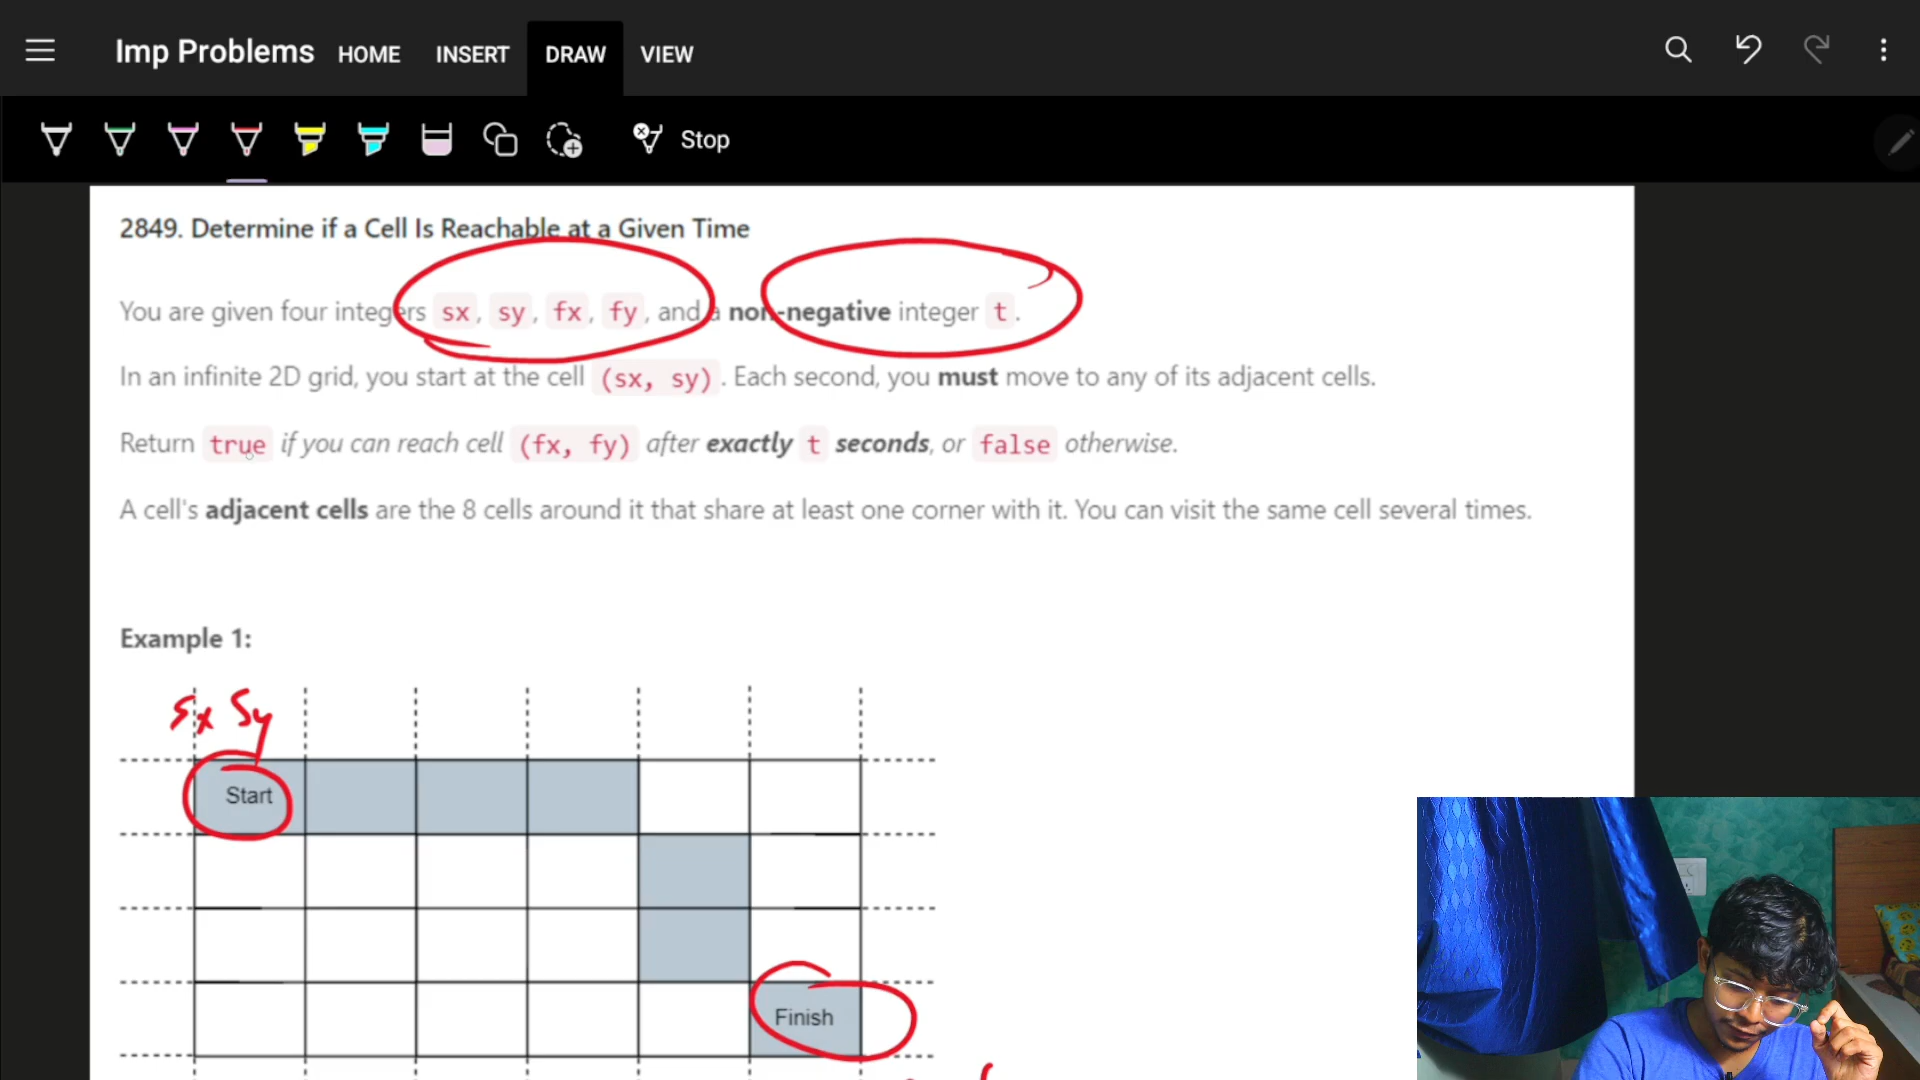 Imp Problems HOME INSERT DRAW VIEW
Stop
2849. Determine if a Cell Is Reachable at a Given Time
You are given four integers sx, sy, fx, fy, and a non-negative integer t.
In an infinite 2D grid, you start at the cell (sx, sy). Each second, you must move to any of its adjacent cells.
Return true if you can reach cell (fx, fy) after exactly t seconds, or false otherwise.
A cell's adjacent cells are the 8 cells around it that share at least one corner with it. You can visit the same cell several times.
Example 1:
sx sy
Start
Finish